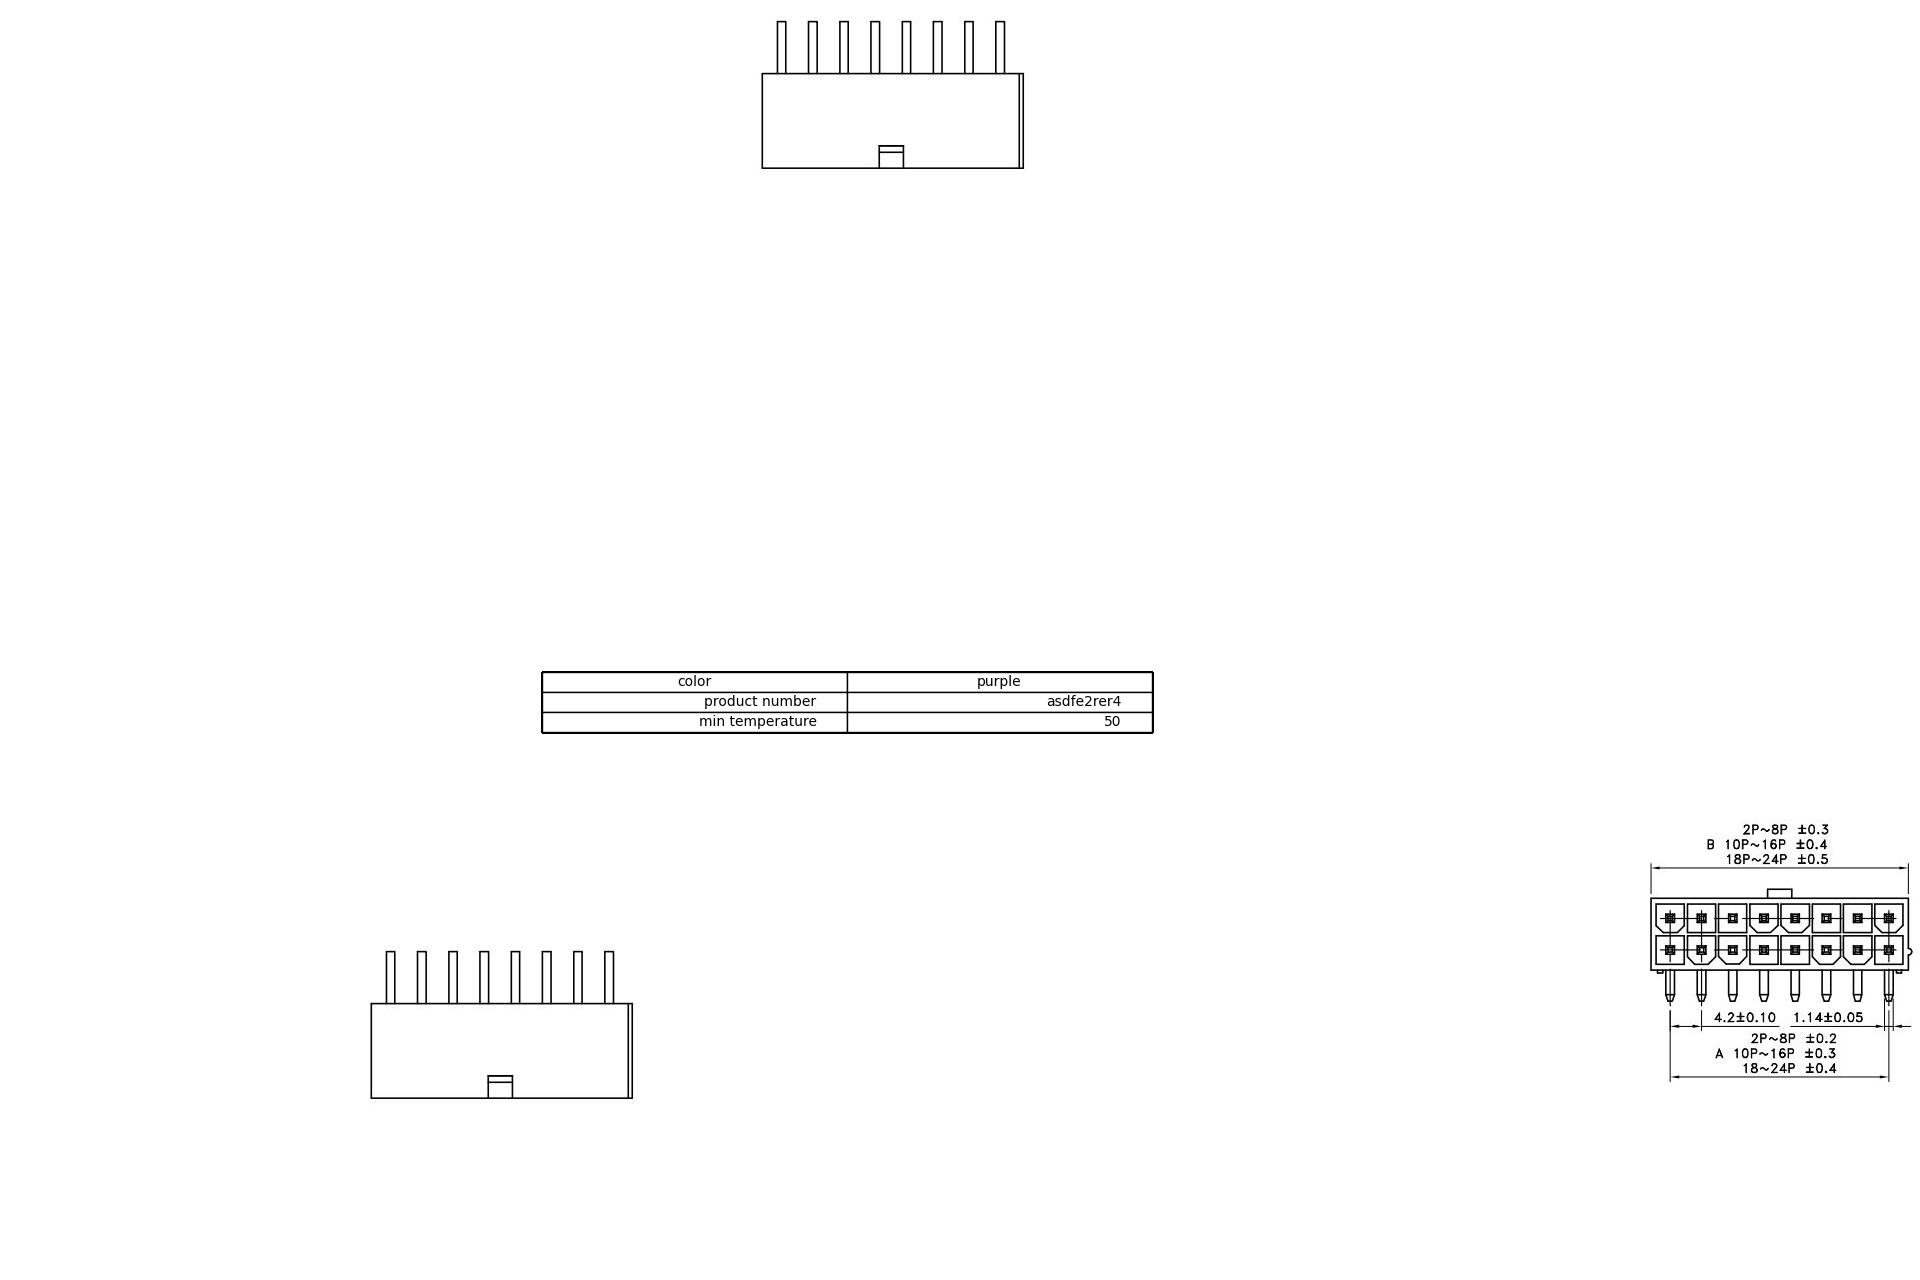 color purple
product number asdfe2rer4
min temperature 50
2P~8P ±0.3
B 10P~16P ±0.4
18P~24P ±0.5
4.2±0.10 1.14±0.05
2P~8P ±0.2
A 10P~16P ±0.3
18~24P ±0.4